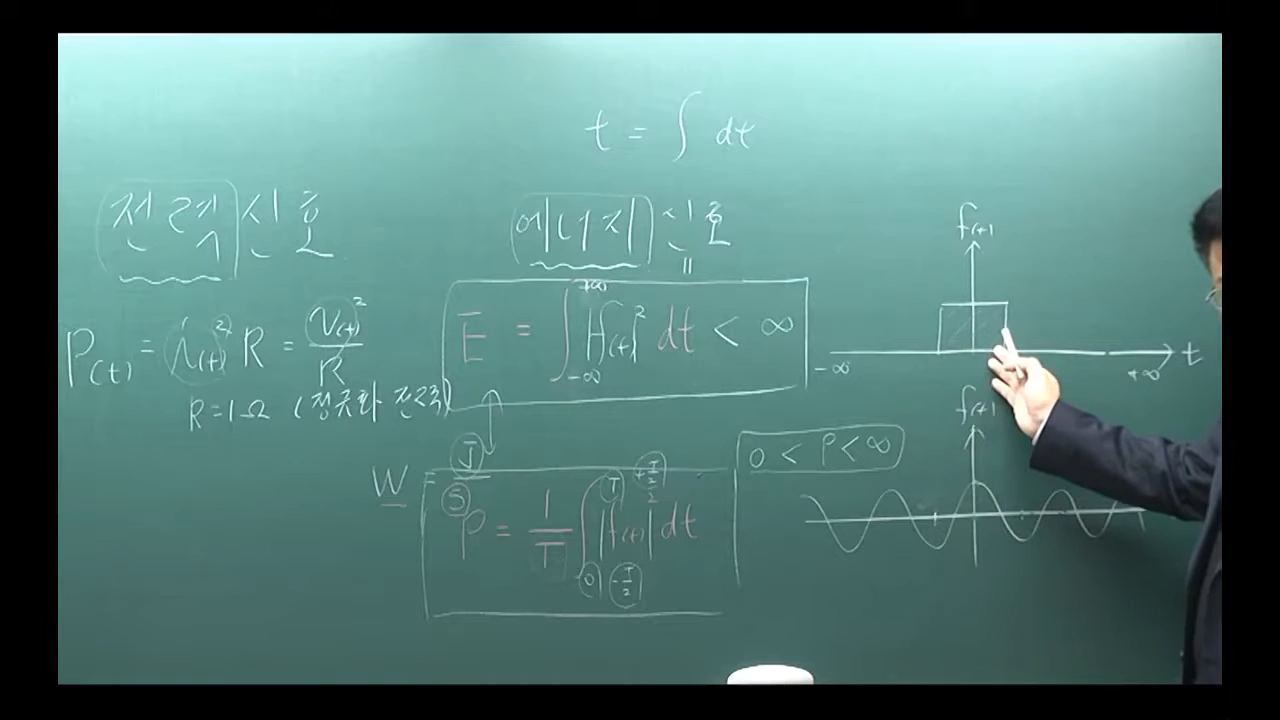 t = ∫ dt
전력 신호
P(t) = i(t)² R = V(t)² / R
R = 1Ω (정규화 전력)
에너지 신호
"
E = ∫_{-∞}^{+∞} |f(t)|² dt < ∞
W = J / S
P = 1/T ∫ |f(t)| dt
T +T/2
0 -T/2
0 < P < ∞
f(t)
-∞ +∞ t
f(t)